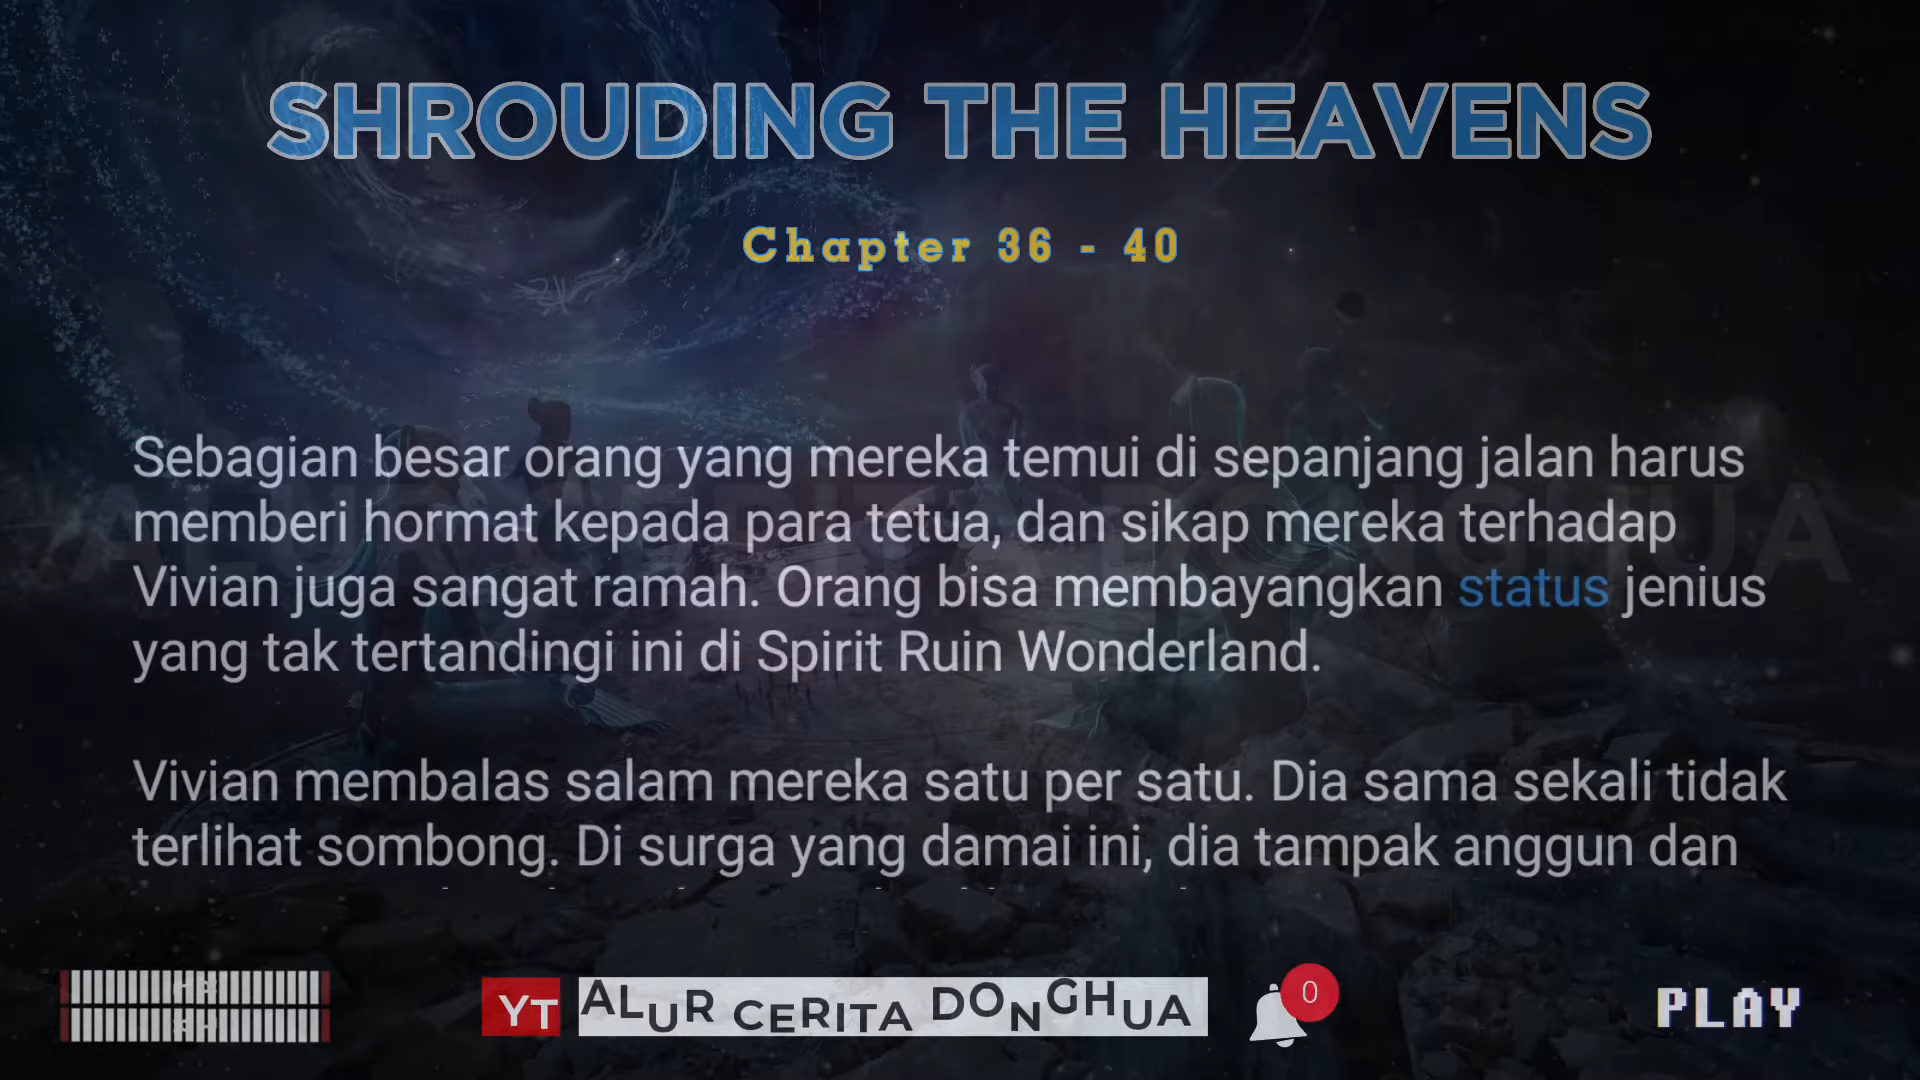 SHROUDING THE HEAVENS
Chapter 36 - 40
Sebagian besar orang yang mereka temui di sepanjang jalan harus
memberi hormat kepada para tetua, dan sikap mereka terhadap
Vivian juga sangat ramah. Orang bisa membayangkan status jenius
yang tak tertandingi ini di Spirit Ruin Wonderland.
Vivian membalas salam mereka satu per satu. Dia sama sekali tidak
terlihat sombong. Di surga yang damai ini, dia tampak anggun dan
YT ALUR CERITA DONGHUA 0
PLAY